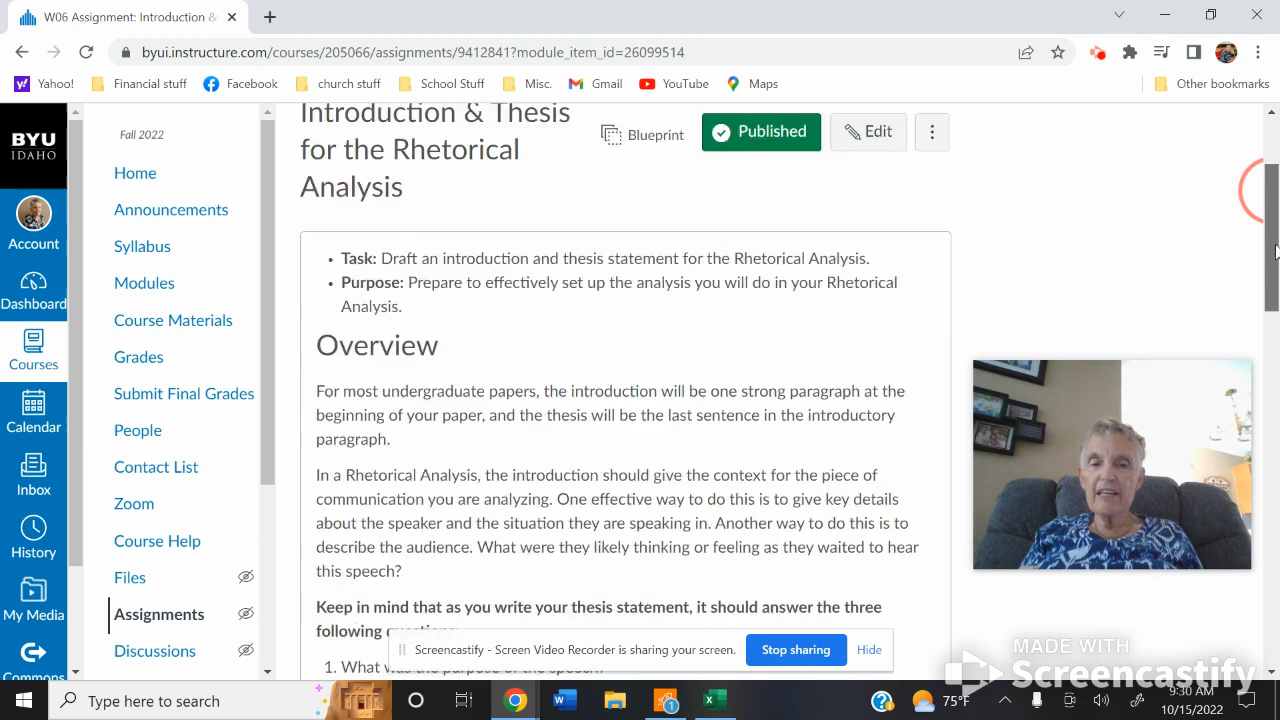 W06 Assignment: Introduction &
byui.instructure.com/courses/205066/assignments/9412841?module_item_id=26099514
Yahoo! Financial stuff Facebook church stuff School Stuff Misc. Gmail YouTube Maps Other bookmarks
BYU
IDAHO
Account
Dashboard
Courses
Calendar
Inbox
History
My Media
Commons
Fall 2022
Home
Announcements
Syllabus
Modules
Course Materials
Grades
Submit Final Grades
People
Contact List
Zoom
Course Help
Files
Assignments
Discussions
Introduction & Thesis
for the Rhetorical
Analysis
Blueprint Published Edit
• Task: Draft an introduction and thesis statement for the Rhetorical Analysis.
• Purpose: Prepare to effectively set up the analysis you will do in your Rhetorical
Analysis.
Overview
For most undergraduate papers, the introduction will be one strong paragraph at the
beginning of your paper, and the thesis will be the last sentence in the introductory
paragraph.
In a Rhetorical Analysis, the introduction should give the context for the piece of
communication you are analyzing. One effective way to do this is to give key details
about the speaker and the situation they are speaking in. Another way to do this is to
describe the audience. What were they likely thinking or feeling as they waited to hear
this speech?
Keep in mind that as you write your thesis statement, it should answer the three
following
Screencastify - Screen Video Recorder is sharing your screen. Stop sharing Hide
1. What was the purpose of the speech?
MADE WITH
Screencastify
Type here to search
75°F
9:30 AM
10/15/2022